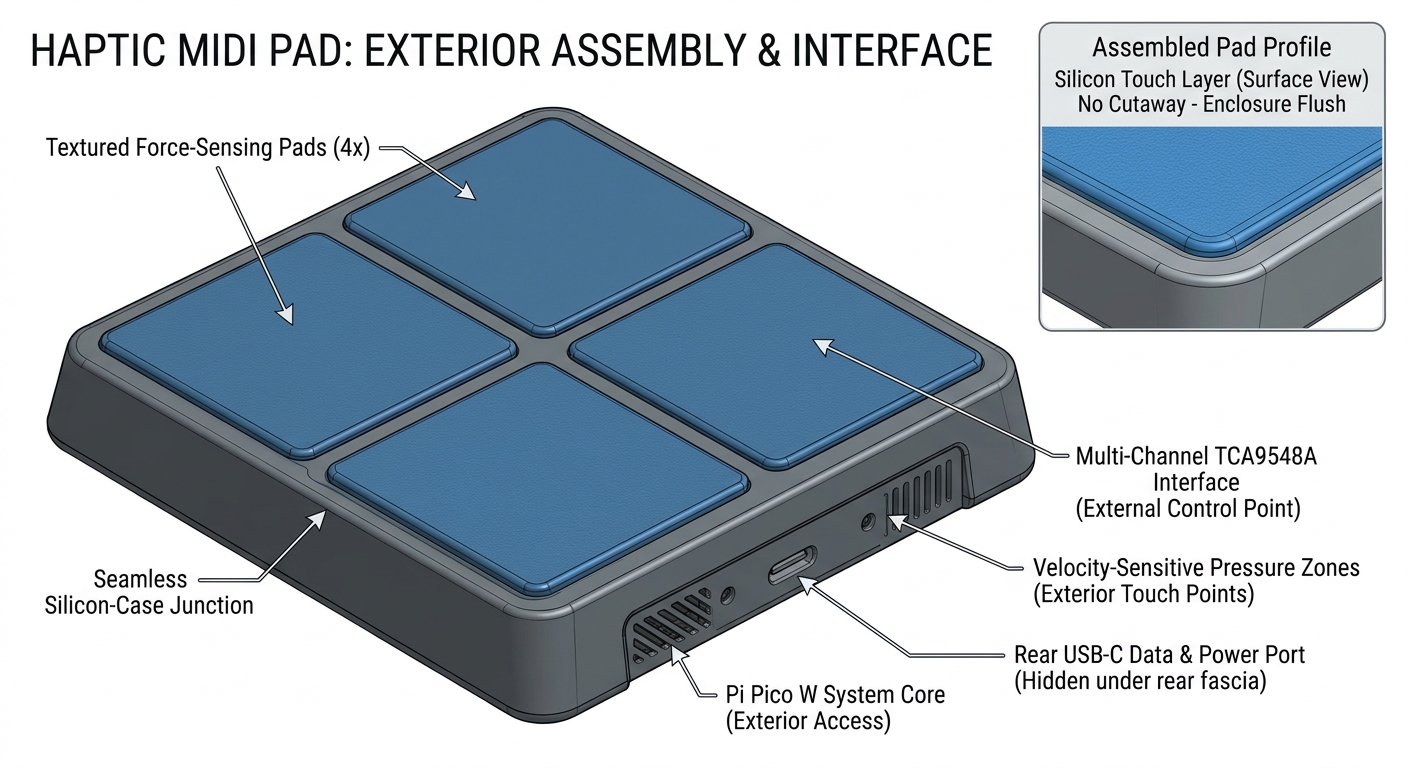 HAPTIC MIDI PAD: EXTERIOR ASSEMBLY & INTERFACE
Assembled Pad Profile
Silicon Touch Layer (Surface View)
No Cutaway - Enclosure Flush
Textured Force-Sensing Pads (4x)
Multi-Channel TCA9548A
Interface
(External Control Point)
Velocity-Sensitive Pressure Zones
(Exterior Touch Points)
Seamless
Silicon-Case Junction
Rear USB-C Data & Power Port
(Hidden under rear fascia)
Pi Pico W System Core
(Exterior Access)